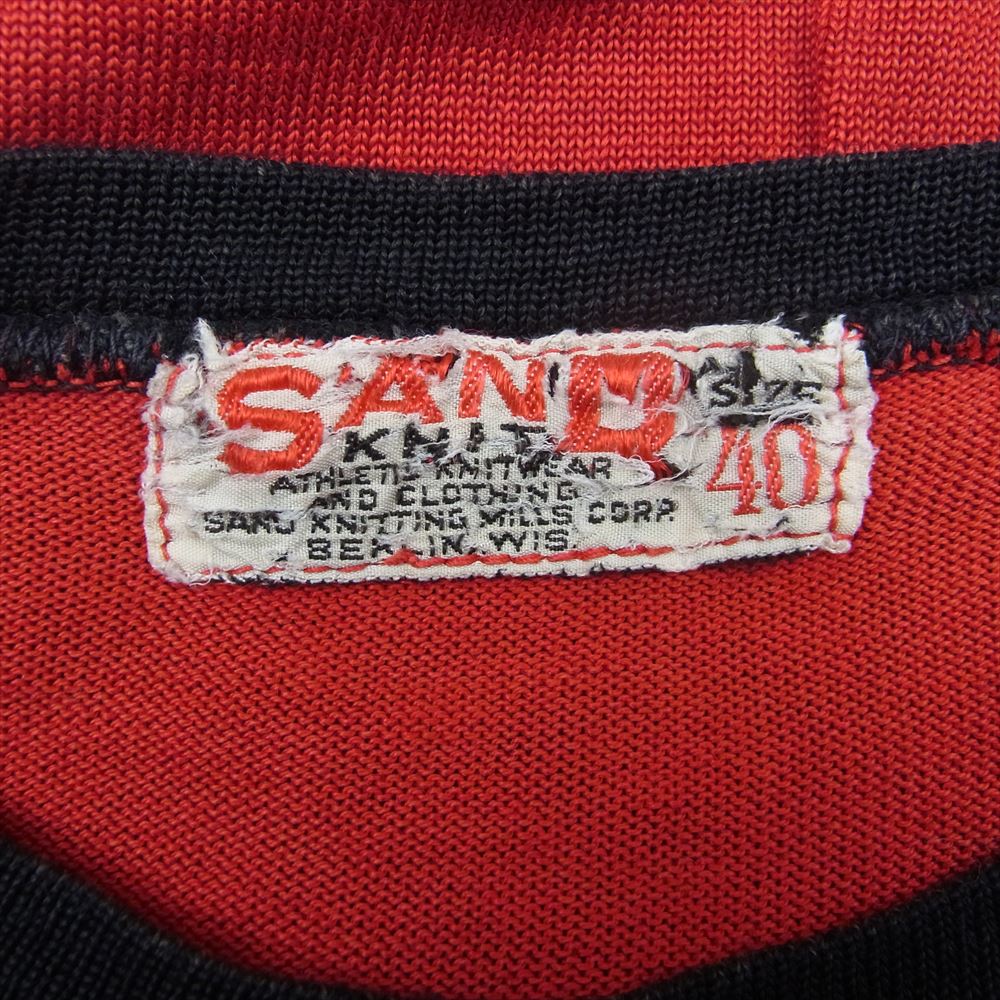 SAND
KNIT
ATHLETIC KNITWEAR
AND CLOTHING
SAND KNITTING MILLS CORP.
BERLIN, WIS.
SIZE
40